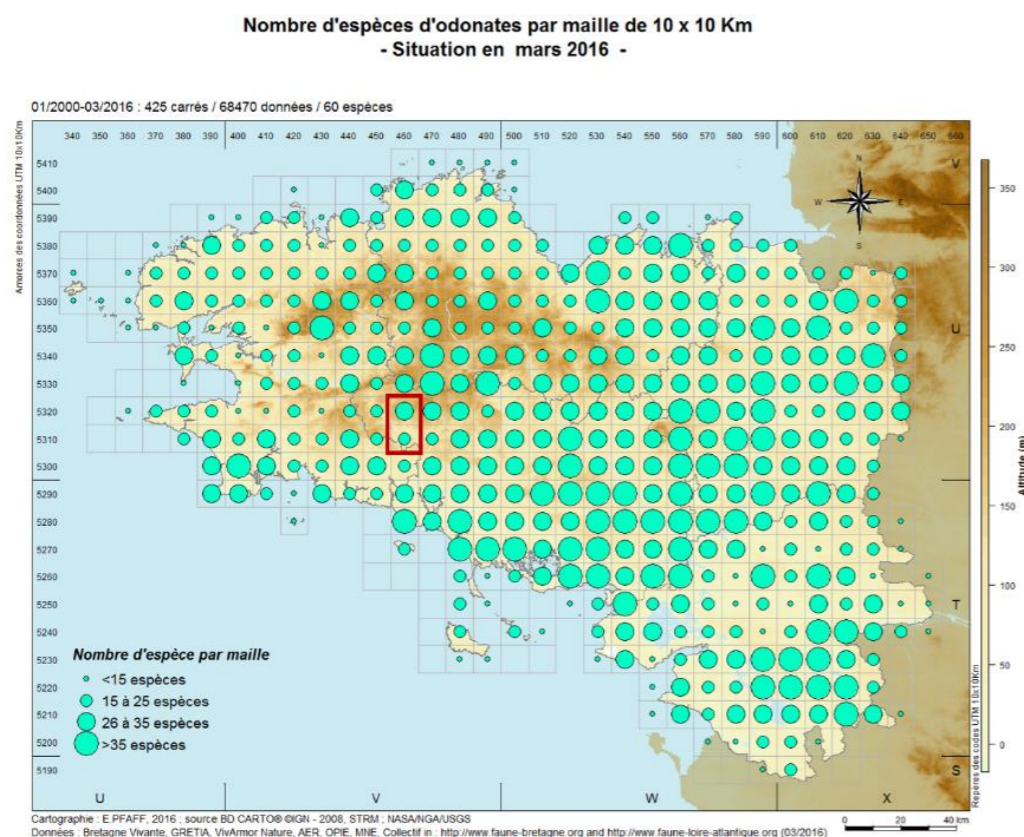 Nombre d'espèces d'odonates par maille de 10 x 10 Km
- Situation en mars 2016 -
01/2000-03/2016 : 425 carrés / 68470 données / 60 espèces
Amorces des coordonnées UTM 10x10Km
340 350 370 380 390 400 410 420 430 440 450 460 470 480 490 500 510 520 530 540 550 560 570 580 590 600 610 620 630 640 650 660
5410
5400
5390
5380
5370
5360
5350
5340
5330
5320
5310
5300
5290
5280
5270
5260
5250
5240
5230
5220
5210
5200
5190
N
W E
S
V
U
T
S
U V W X
350
300
250
200
150
100
50
0
Altitude (m)
Repères des codes UTM 10x10Km
Nombre d'espèce par maille
<15 espèces
15 à 25 espèces
26 à 35 espèces
>35 espèces
0 20 40 km
Cartographie : E.PFAFF, 2016 ; source BD CARTO® ©IGN - 2008, STRM ; NASA/NGA/USGS
Données : Bretagne Vivante, GRETIA, VivArmor Nature, AER, OPIE, MNE, Collectif in : http://www.faune-bretagne.org and http://www.faune-loire-atlantique.org (03/2016)